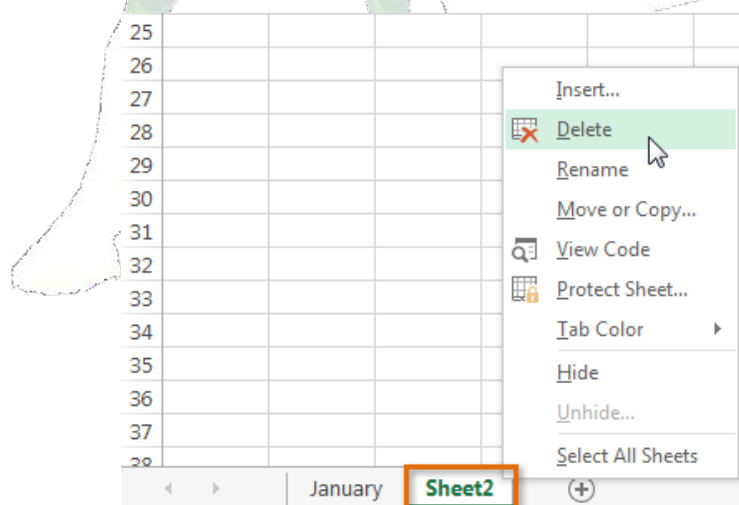 25
26
27
28
29
30
31
32
33
34
35
36
37
38
Insert...
Delete
Rename
Move or Copy...
View Code
Protect Sheet...
Tab Color
Hide
Unhide...
Select All Sheets
January Sheet2